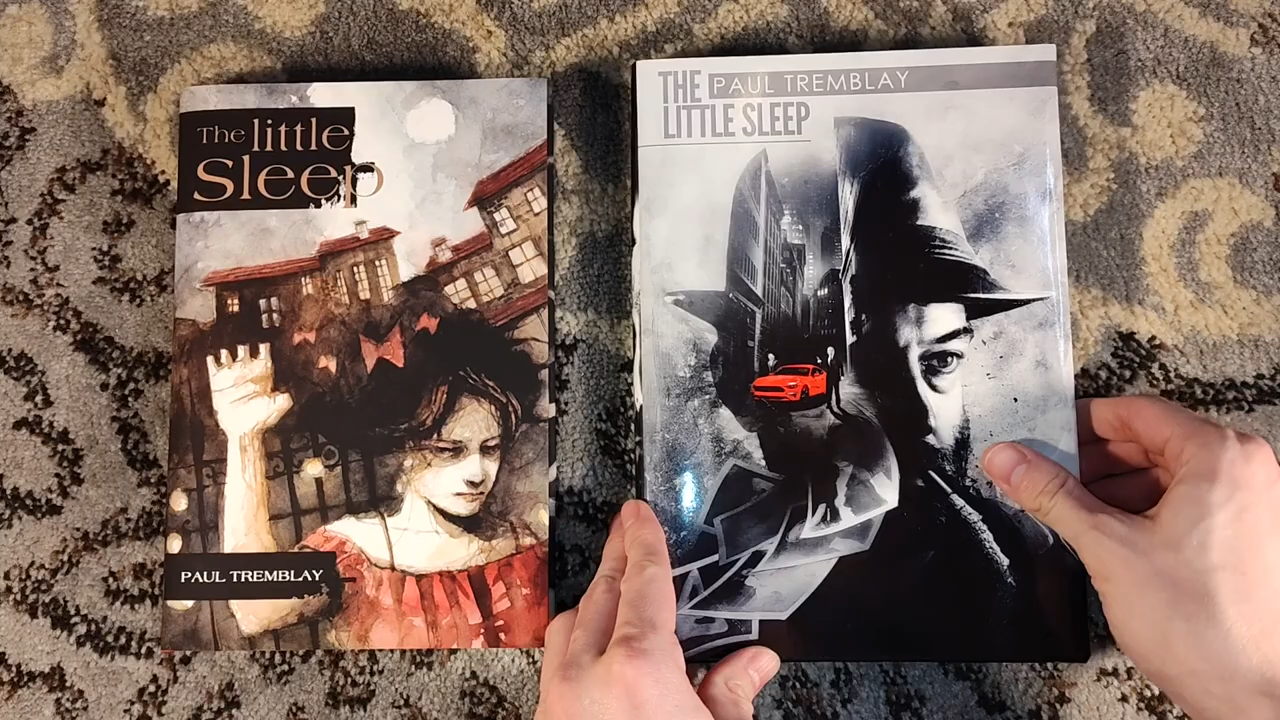 The little
Sleep
PAUL TREMBLAY
THE
PAUL TREMBLAY
LITTLE SLEEP